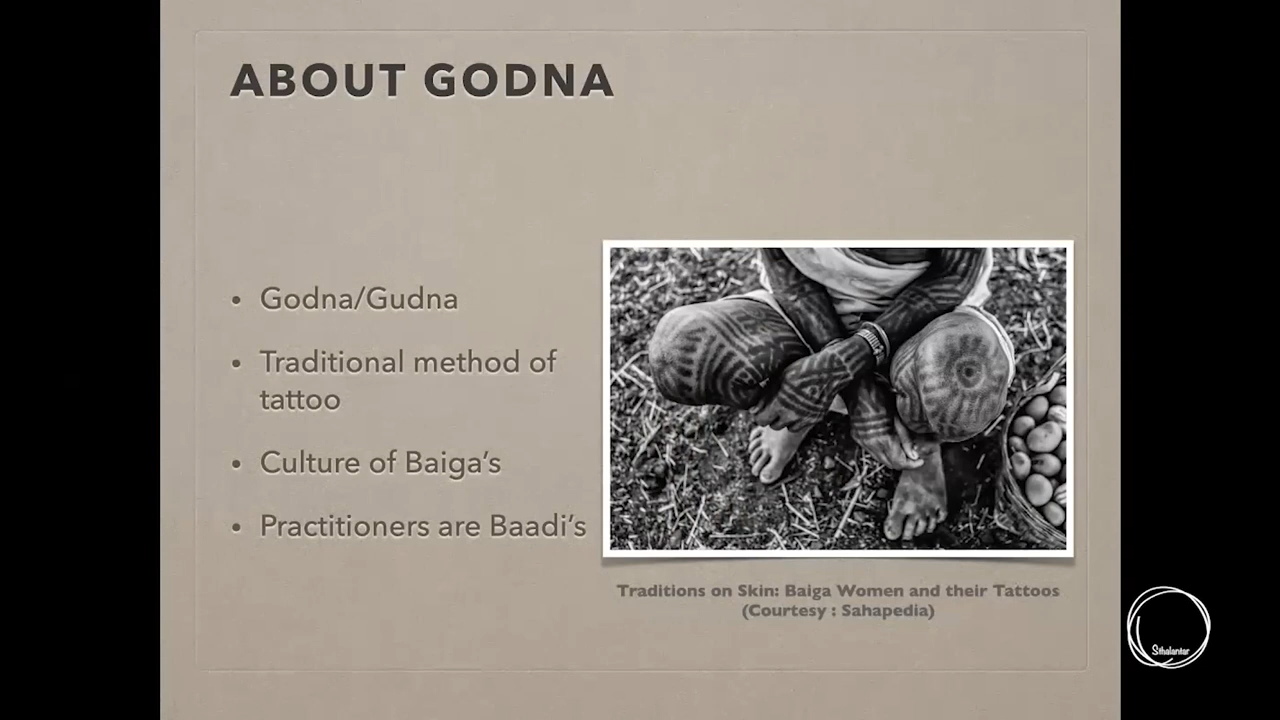 ABOUT GODNA
• Godna/Gudna
• Traditional method of
tattoo
• Culture of Baiga’s
• Practitioners are Baadi’s
Traditions on Skin: Baiga Women and their Tattoos
(Courtesy : Sahapedia)
Sthalantar